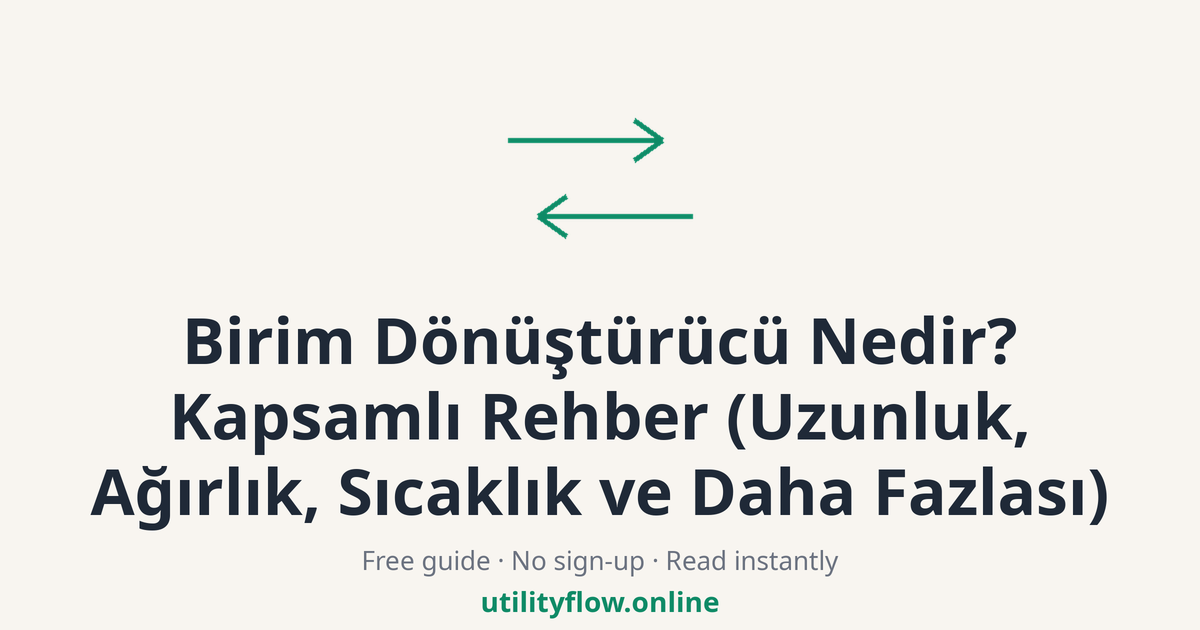 Birim Dönüştürücü Nedir?
Kapsamlı Rehber (Uzunluk,
Ağırlık, Sıcaklık ve Daha Fazlası)
Free guide · No sign-up · Read instantly
utilityflow.online